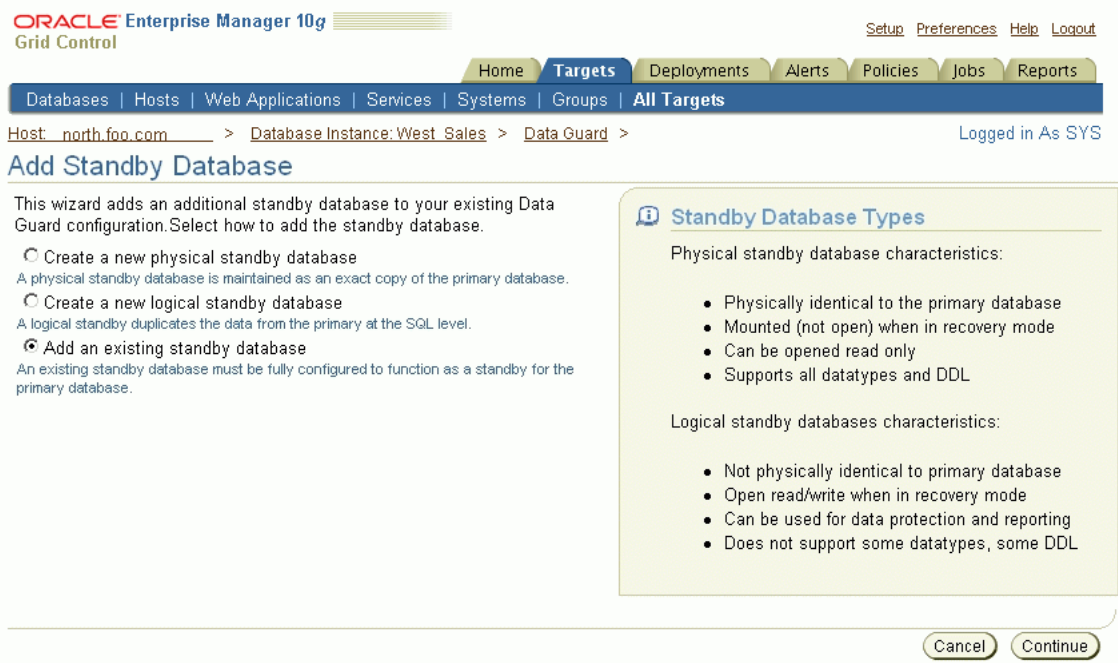 ORACLE Enterprise Manager 10g
Grid Control
Setup Preferences Help Logout
Home Targets Deployments Alerts Policies Jobs Reports
Databases | Hosts | Web Applications | Services | Systems | Groups | All Targets
Host: north.foo.com > Database Instance: West_Sales > Data Guard >
Logged in As SYS
Add Standby Database
This wizard adds an additional standby database to your existing Data
Guard configuration.Select how to add the standby database.
Create a new physical standby database
A physical standby database is maintained as an exact copy of the primary database.
Create a new logical standby database
A logical standby duplicates the data from the primary at the SQL level.
Add an existing standby database
An existing standby database must be fully configured to function as a standby for the
primary database.
Standby Database Types
Physical standby database characteristics:
• Physically identical to the primary database
• Mounted (not open) when in recovery mode
• Can be opened read only
• Supports all datatypes and DDL
Logical standby databases characteristics:
• Not physically identical to primary database
• Open read/write when in recovery mode
• Can be used for data protection and reporting
• Does not support some datatypes, some DDL
Cancel Continue